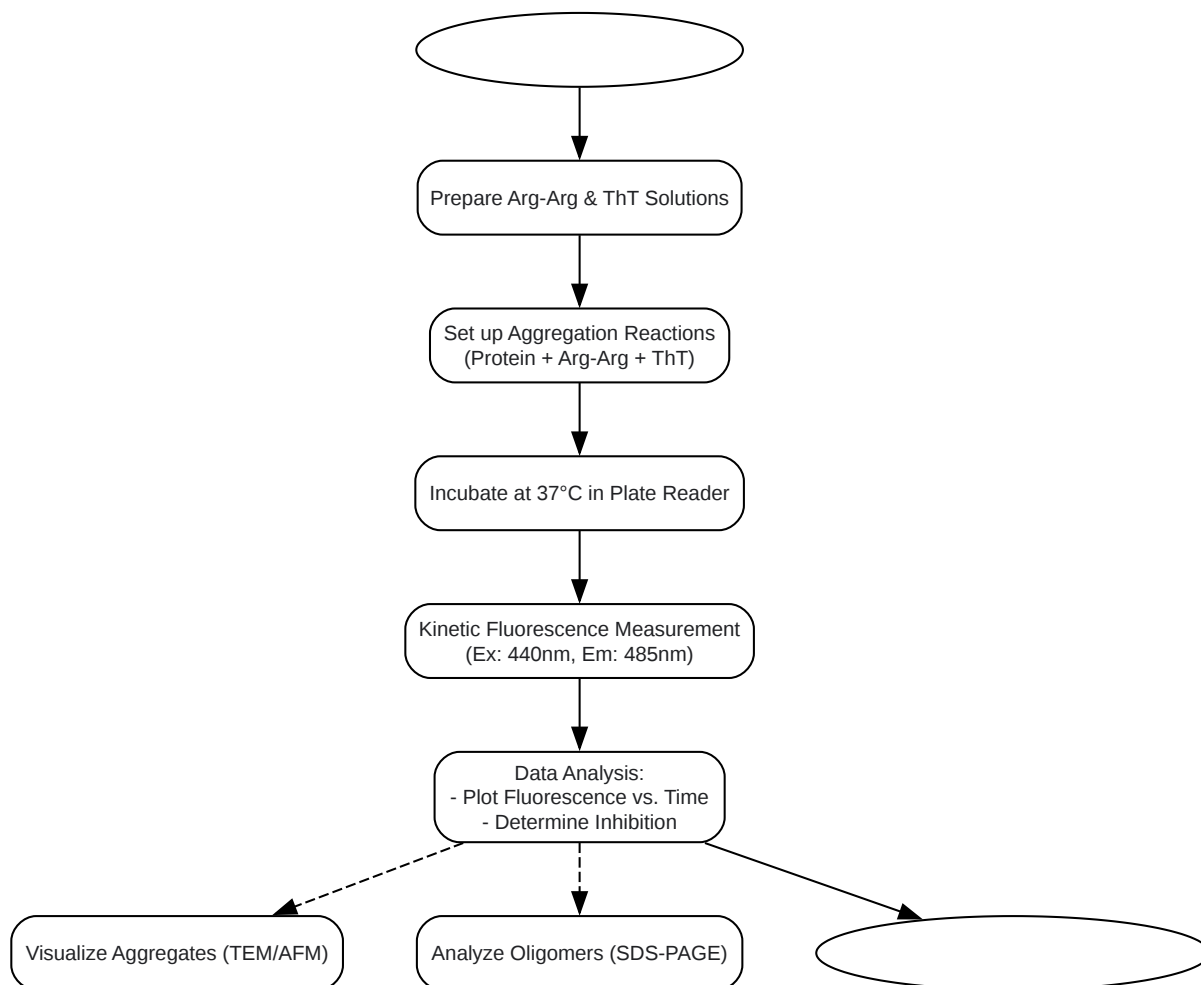 Prepare Arg-Arg & ThT Solutions
Set up Aggregation Reactions
(Protein + Arg-Arg + ThT)
Incubate at 37°C in Plate Reader
Kinetic Fluorescence Measurement
(Ex: 440nm, Em: 485nm)
Data Analysis:
- Plot Fluorescence vs. Time
- Determine Inhibition
Visualize Aggregates (TEM/AFM)
Analyze Oligomers (SDS-PAGE)